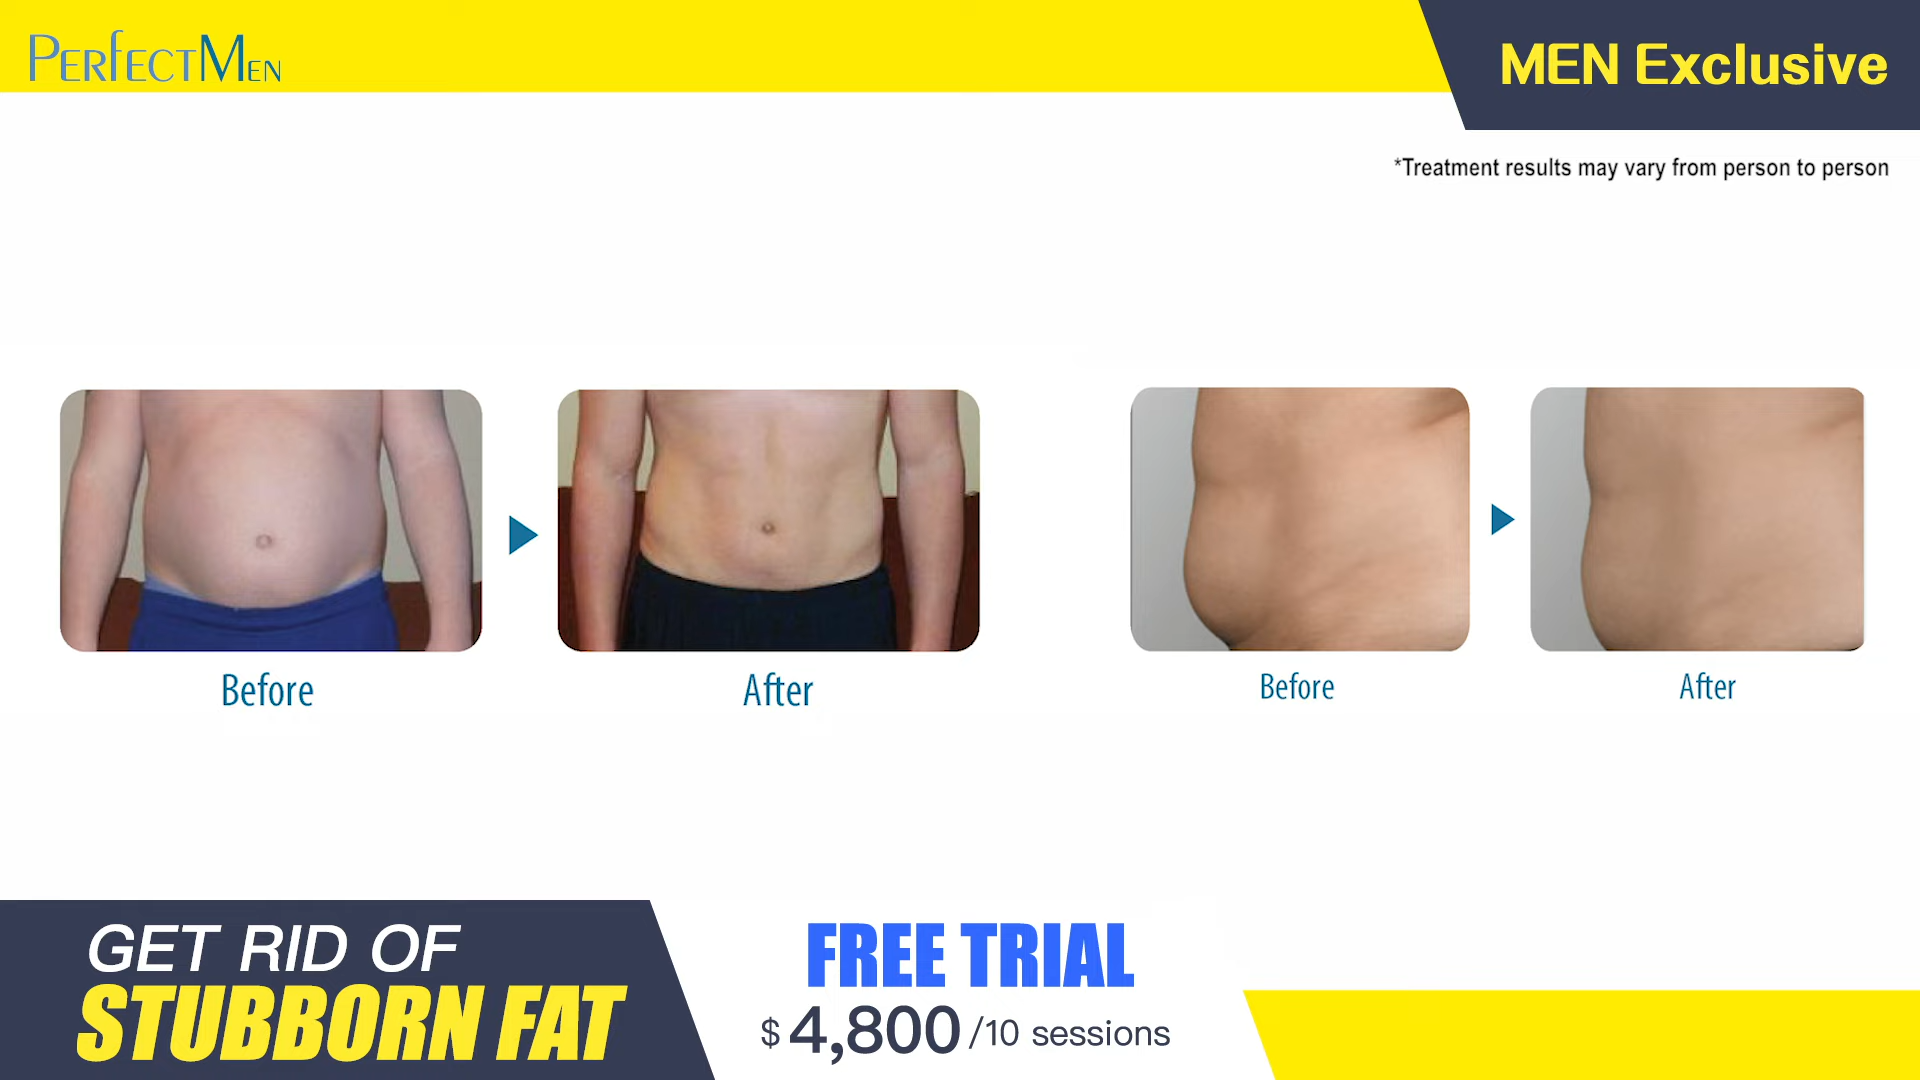 PERFECTMEN
MEN Exclusive
*Treatment results may vary from person to person
Before
After
Before
After
GET RID OF
STUBBORN FAT
FREE TRIAL
$4,800/10 sessions